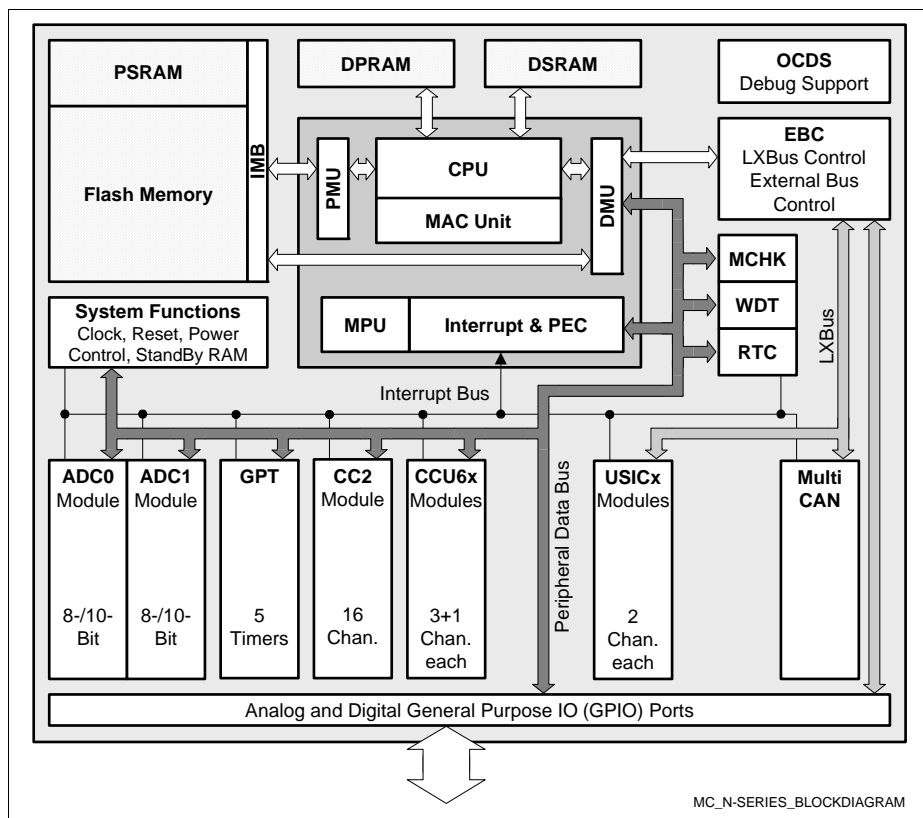 PSRAM
Flash Memory
IMB
DPRAM
DSRAM
OCDS
Debug Support
EBC
LXBus Control
External Bus
Control
PMU
CPU
MAC Unit
DMU
MPU
Interrupt & PEC
MCHK
WDT
RTC
LXBus
System Functions
Clock, Reset, Power
Control, StandBy RAM
Interrupt Bus
Peripheral Data Bus
ADC0
Module
8-/10-
Bit
ADC1
Module
8-/10-
Bit
GPT
5
Timers
CC2
Module
16
Chan.
CCU6x
Modules
3+1
Chan.
each
USICx
Modules
2
Chan.
each
Multi
CAN
Analog and Digital General Purpose IO (GPIO) Ports
MC_N-SERIES_BLOCKDIAGRAM